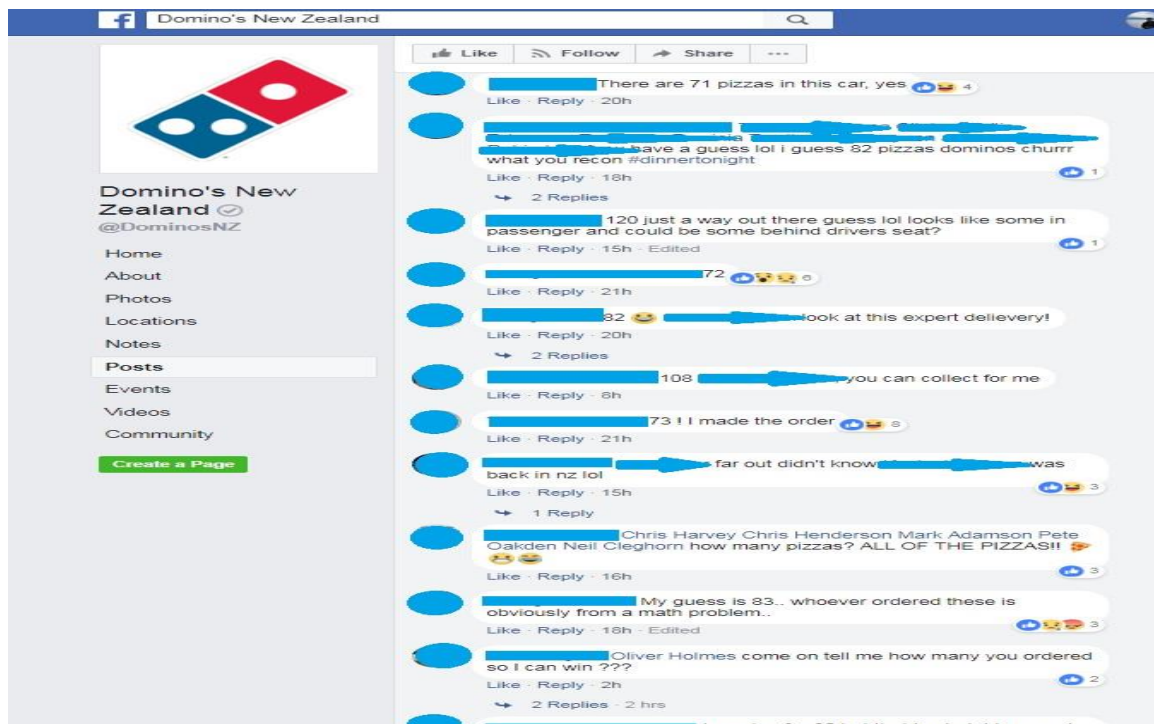 f Domino's New Zealand
Like Follow Share ...
Domino's New
Zealand
@DominosNZ
Home
About
Photos
Locations
Notes
Posts
Events
Videos
Community
Create a Page
There are 71 pizzas in this car, yes 4
Like · Reply · 20h
have a guess lol i guess 82 pizzas dominos churrr
what you recon #dinnertonight
1
Like · Reply · 18h
2 Replies
120 just a way out there guess lol looks like some in
passenger and could be some behind drivers seat?
1
Like · Reply · 15h · Edited
72 6
Like · Reply · 21h
82 look at this expert delievery!
Like · Reply · 20h
2 Replies
108 you can collect for me
Like · Reply · 8h
73 ! I made the order 8
Like · Reply · 21h
far out didn't know was
back in nz lol
3
Like · Reply · 15h
1 Reply
Chris Harvey Chris Henderson Mark Adamson Pete
Oakden Neil Cleghorn how many pizzas? ALL OF THE PIZZAS!!
3
Like · Reply · 16h
My guess is 83.. whoever ordered these is
obviously from a math problem..
3
Like · Reply · 18h · Edited
Oliver Holmes come on tell me how many you ordered
so I can win ???
2
Like · Reply · 2h
2 Replies · 2 hrs